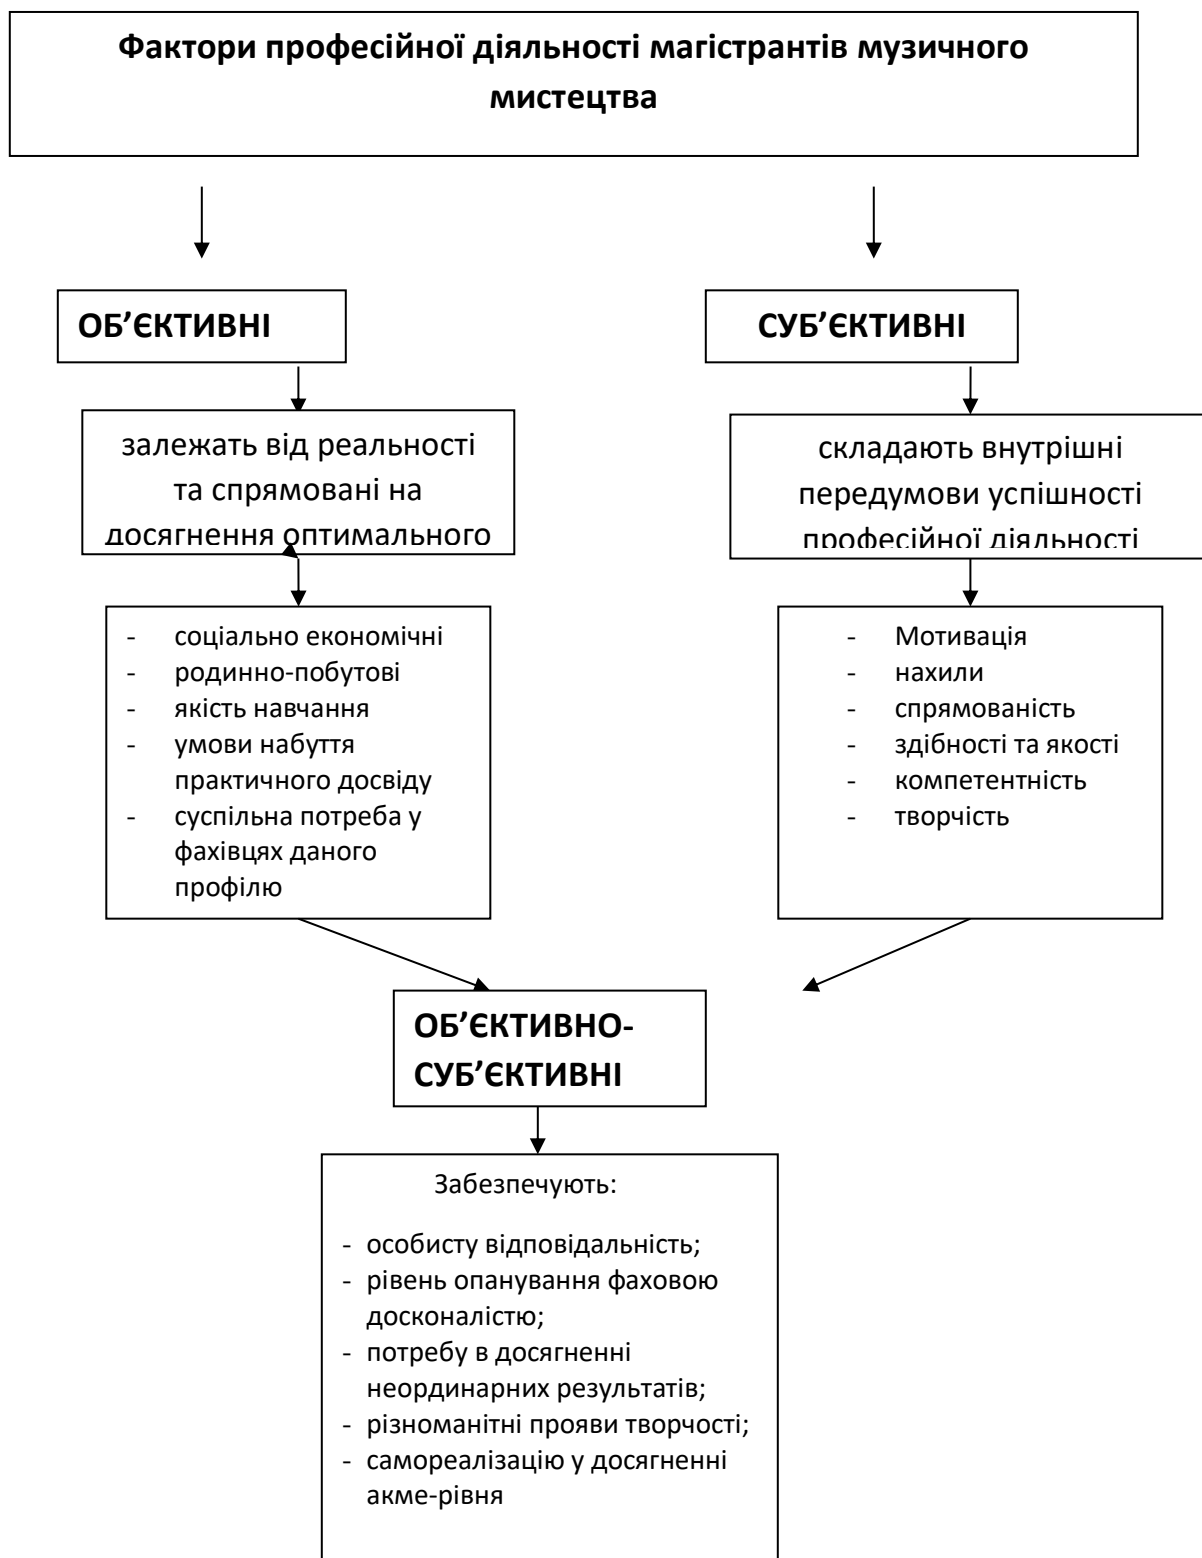 Фактори професійної діяльності магістрантів музичного
мистецтва
ОБ’ЄКТИВНІ
СУБ’ЄКТИВНІ
залежать від реальності
та спрямовані на
досягнення оптимального
складають внутрішні
передумови успішності
професійної діяльності
- соціально економічні
- родинно-побутові
- якість навчання
- умови набуття
практичного досвіду
- суспільна потреба у
фахівцях даного
профілю
- Мотивація
- нахили
- спрямованість
- здібності та якості
- компетентність
- творчість
ОБ’ЄКТИВНО-
СУБ’ЄКТИВНІ
Забезпечують:
- особисту відповідальність;
- рівень опанування фаховою
досконалістю;
- потребу в досягненні
неординарних результатів;
- різноманітні прояви творчості;
- самореалізацію у досягненні
акме-рівня